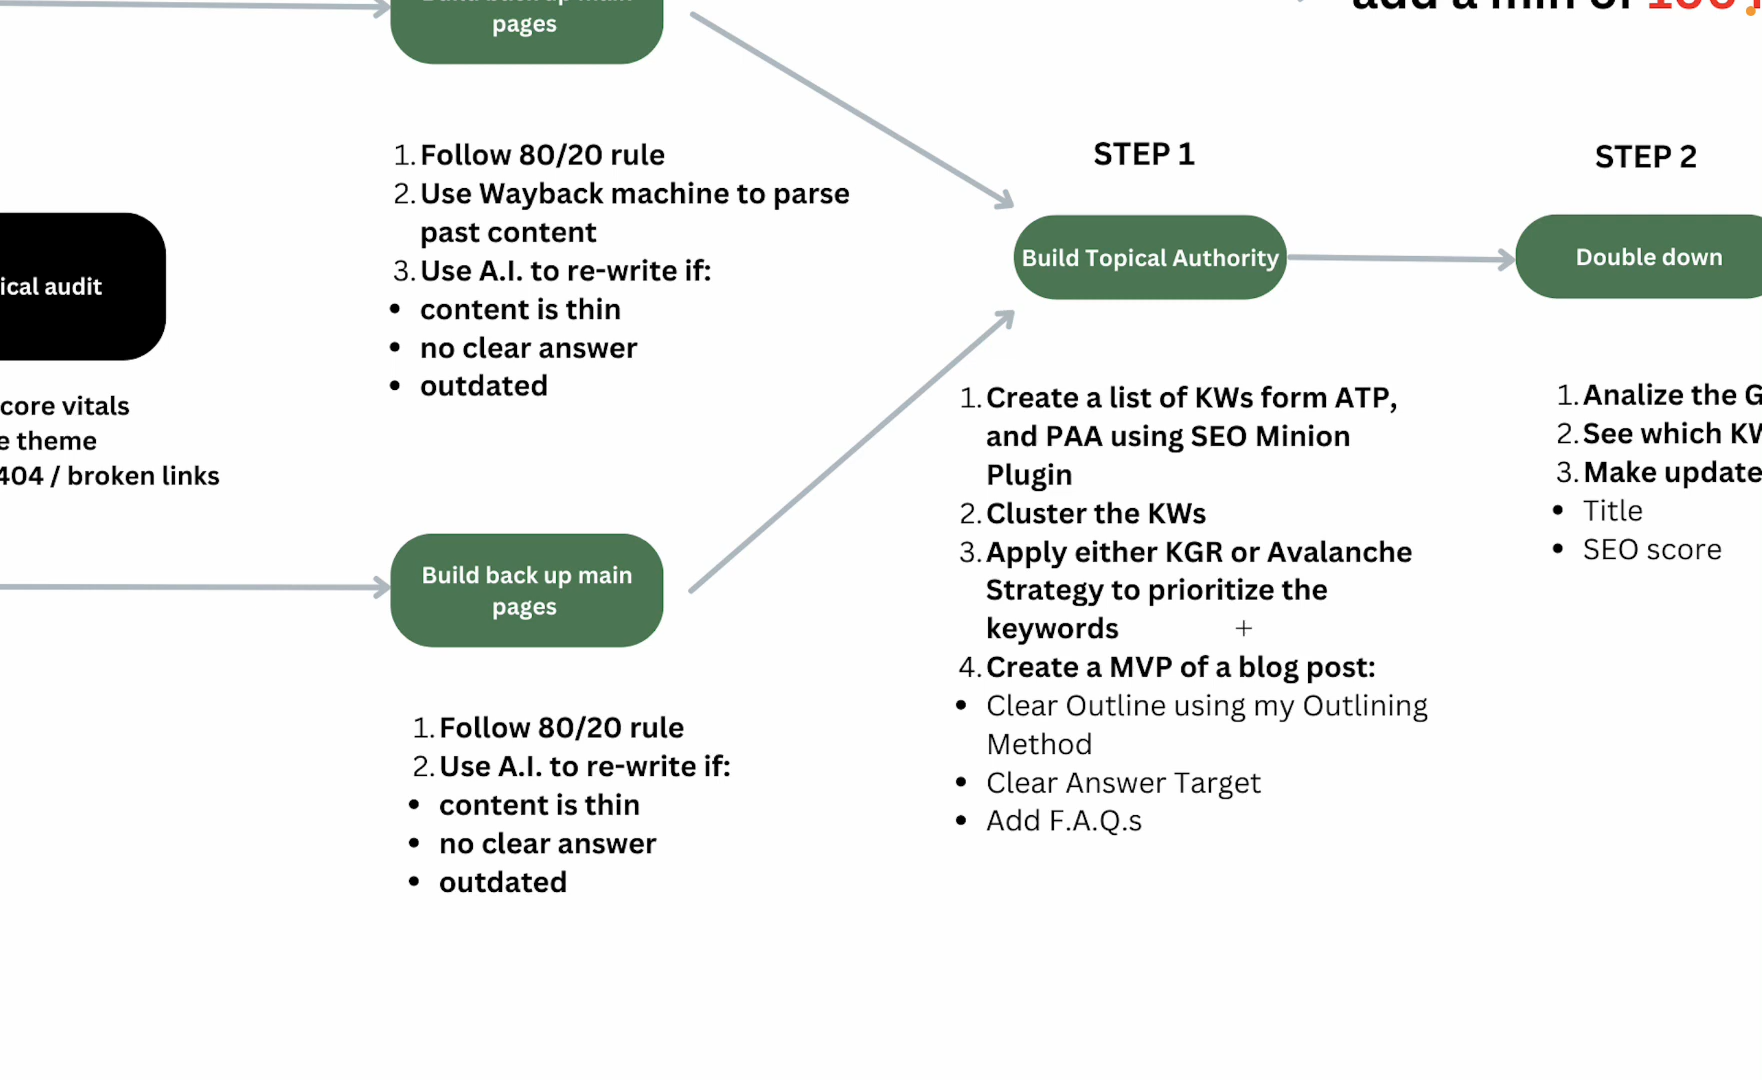 add a min of
pages
1. Follow 80/20 rule
2. Use Wayback machine to parse
past content
3. Use A.I. to re-write if:
• content is thin
• no clear answer
• outdated
ical audit
core vitals
e theme
404 / broken links
Build back up main
pages
1. Follow 80/20 rule
2. Use A.I. to re-write if:
• content is thin
• no clear answer
• outdated
STEP 1
Build Topical Authority
1. Create a list of KWs form ATP,
and PAA using SEO Minion
Plugin
2. Cluster the KWs
3. Apply either KGR or Avalanche
Strategy to prioritize the
keywords
4. Create a MVP of a blog post:
• Clear Outline using my Outlining
Method
• Clear Answer Target
• Add F.A.Q.s
STEP 2
Double down
1. Analize the G
2. See which KW
3. Make update
• Title
• SEO score